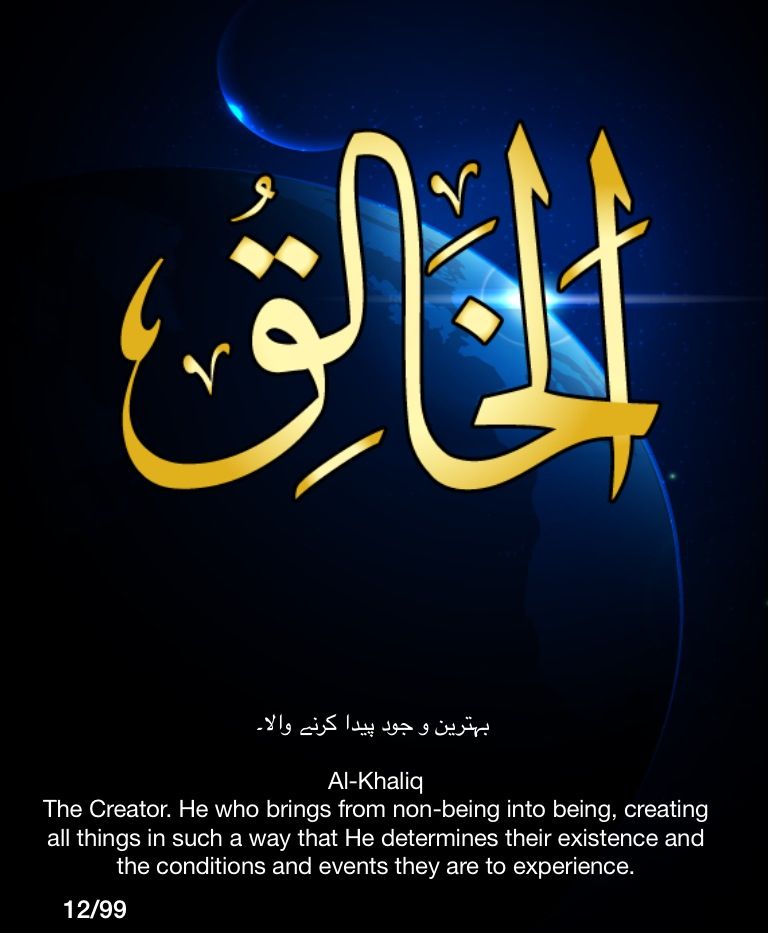 اَلْخَالِقُ
بہترین و جود پیدا کرنے والا۔
Al-Khaliq
The Creator. He who brings from non-being into being, creating
all things in such a way that He determines their existence and
the conditions and events they are to experience.
12/99